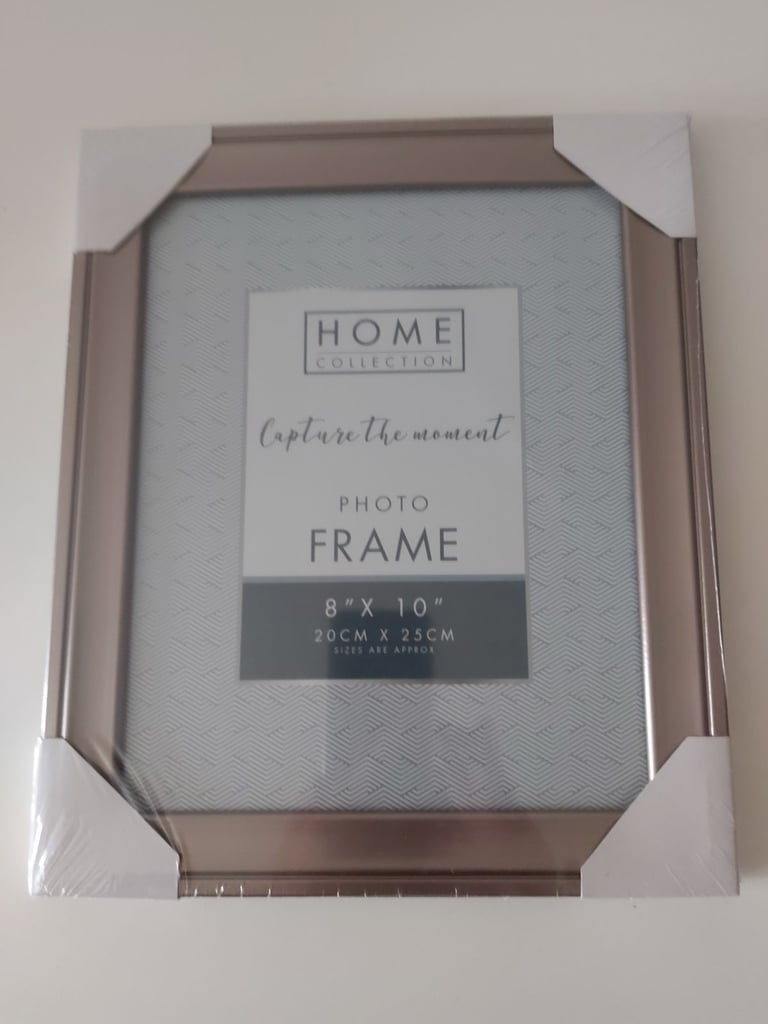 HOME
COLLECTION
Capture the moment
PHOTO
FRAME
8" X 10"
20CM X 25CM
SIZES ARE APPROX